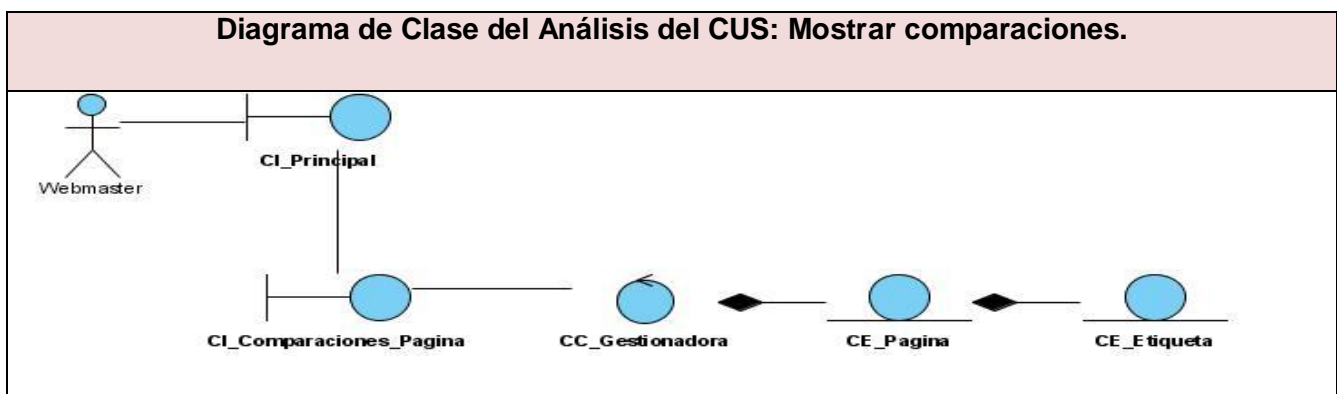 Diagrama de Clase del Análisis del CUS: Mostrar comparaciones.
CI_Principal
Webmaster
CI_Comparaciones_Pagina
CC_Gestionadora
CE_Pagina
CE_Etiqueta